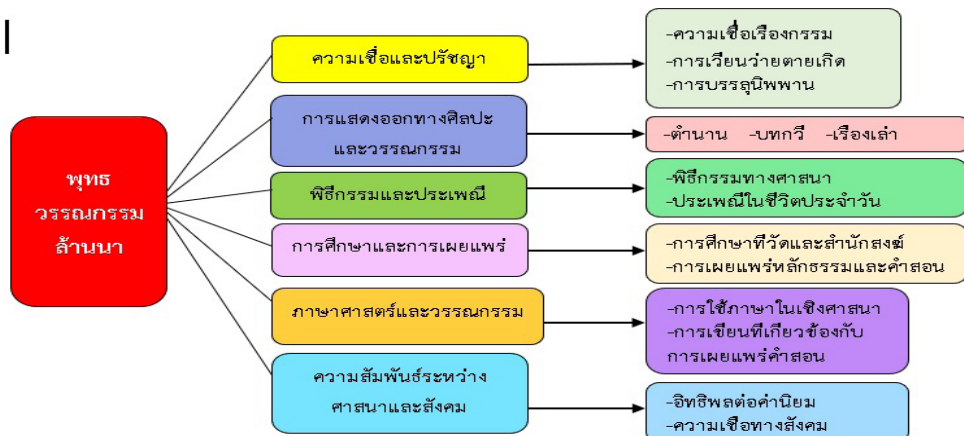 พุทธ
วรรณกรรม
ล้านนา
ความเชื่อและปรัชญา
-ความเชื่อเรื่องกรรม
-การเวียนว่ายตายเกิด
-การบรรลุนิพพาน
การแสดงออกทางศิลปะ
และวรรณกรรม
-ตำนาน -บทกวี -เรื่องเล่า
พิธีกรรมและประเพณี
-พิธีกรรมทางศาสนา
-ประเพณีในชีวิตประจำวัน
การศึกษาและการเผยแพร่
-การศึกษาที่วัดและสำนักสงฆ์
-การเผยแพร่หลักธรรมและคำสอน
ภาษาศาสตร์และวรรณกรรม
-การใช้ภาษาในเชิงศาสนา
-การเขียนที่เกี่ยวข้องกับ
การเผยแพร่คำสอน
ความสัมพันธ์ระหว่าง
ศาสนาและสังคม
-อิทธิพลต่อค่านิยม
-ความเชื่อทางสังคม